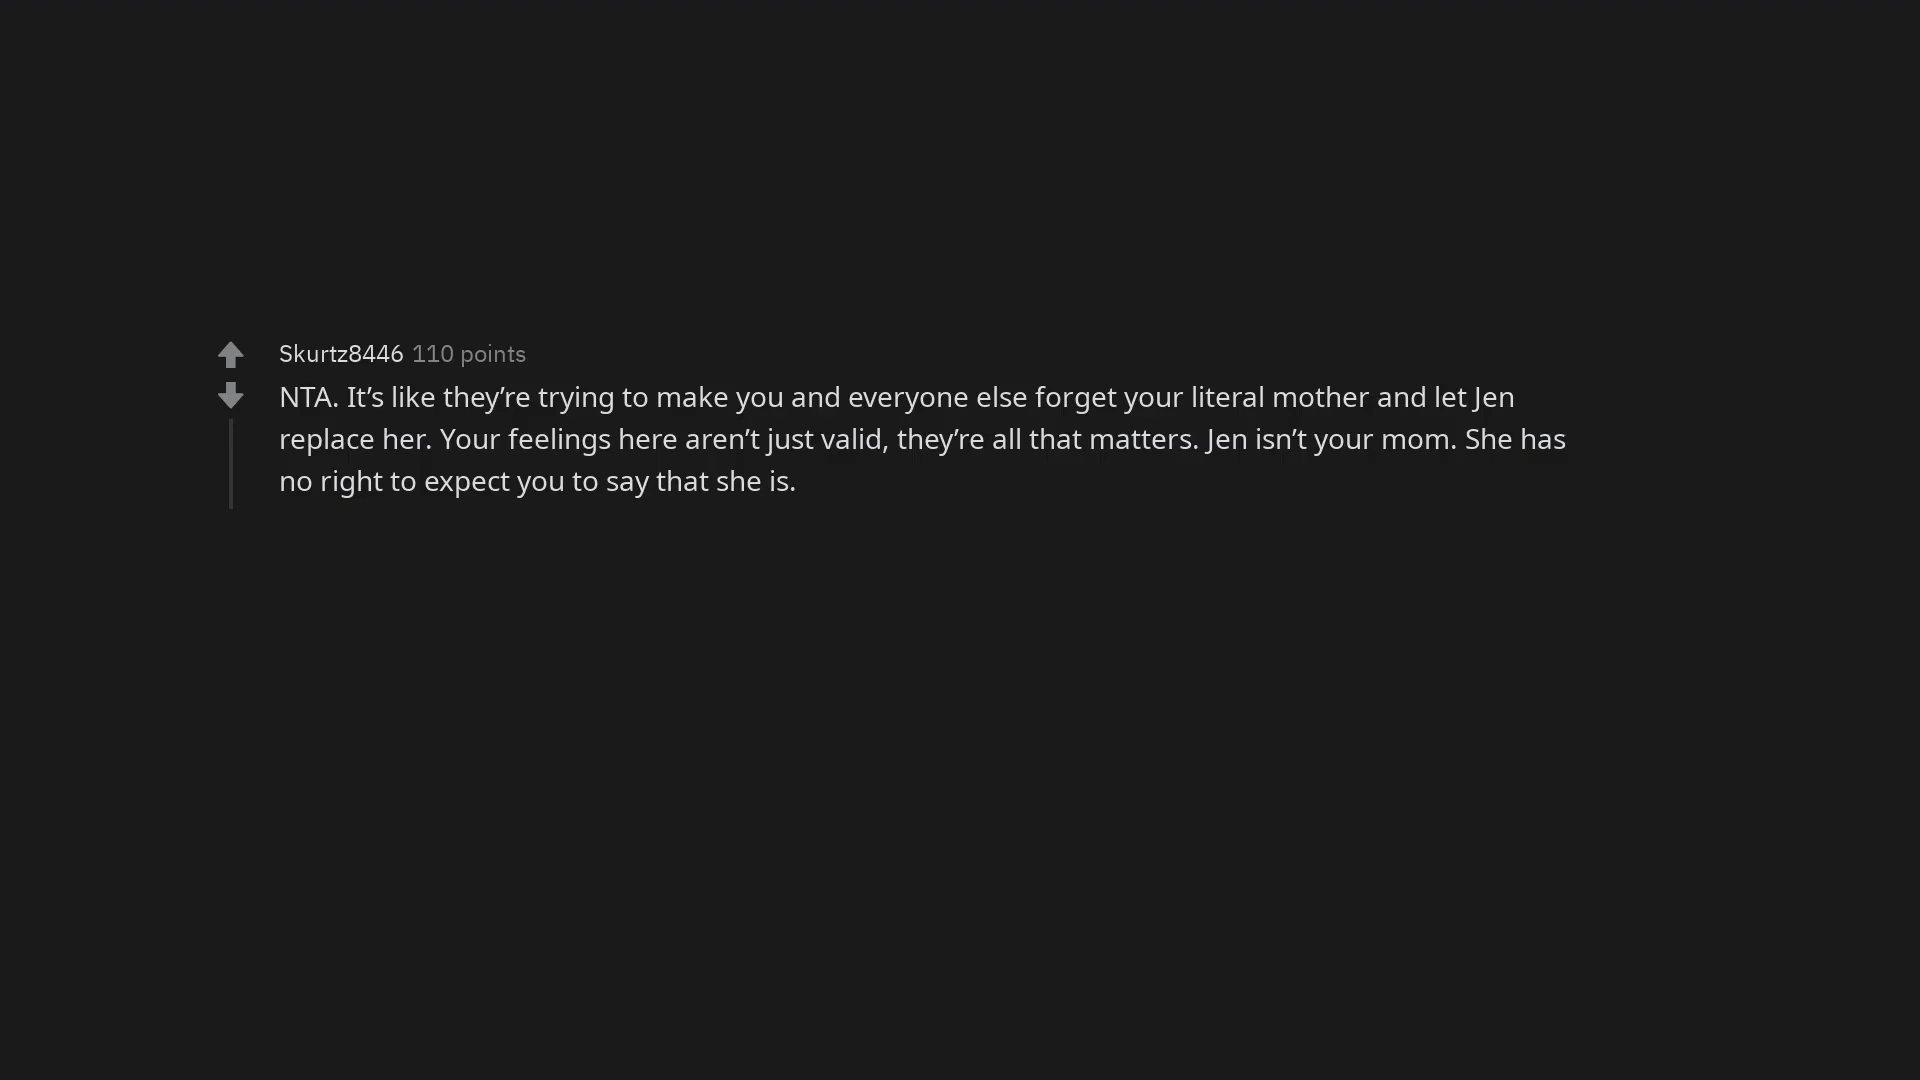 Skurtz8446 110 points
NTA. It’s like they’re trying to make you and everyone else forget your literal mother and let Jen
replace her. Your feelings here aren’t just valid, they’re all that matters. Jen isn’t your mom. She has
no right to expect you to say that she is.